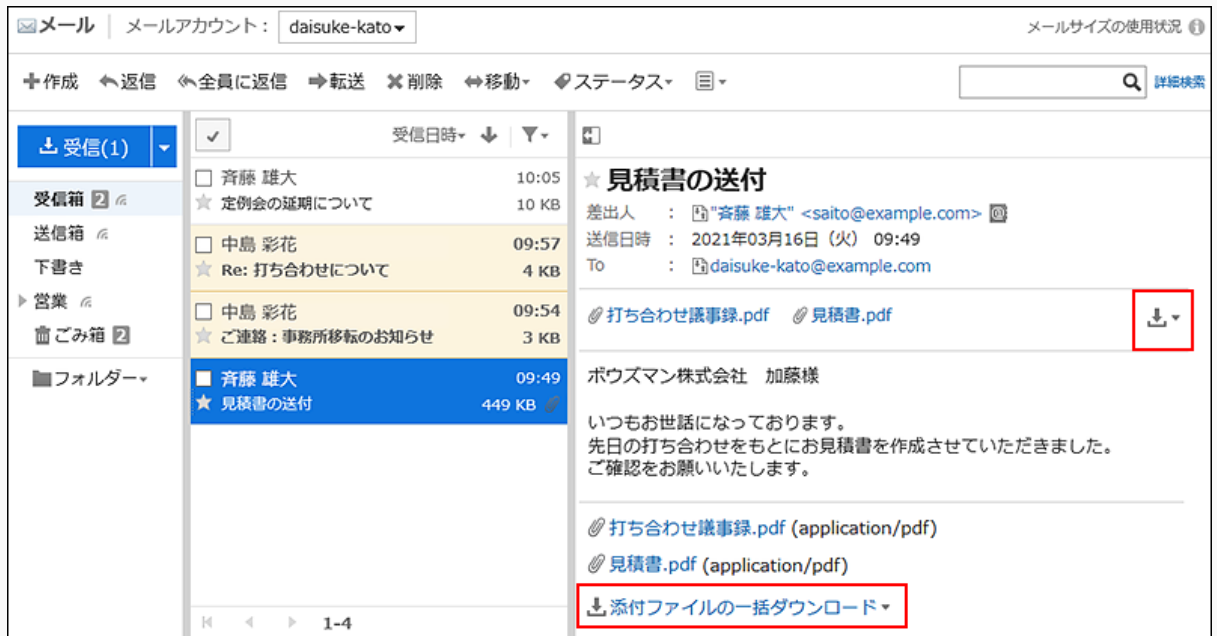 メール メールアカウント： daisuke-kato メールサイズの使用状況
作成 返信 全員に返信 転送 削除 移動 ステータス 詳細検索
受信(1)
受信箱 2
送信箱
下書き
営業
ごみ箱 2
フォルダー
受信日時
斉藤 雄大 10:05
定例会の延期について 10 KB
中島 彩花 09:57
Re: 打ち合わせについて 4 KB
中島 彩花 09:54
ご連絡：事務所移転のお知らせ 3 KB
斉藤 雄大 09:49
見積書の送付 449 KB
1-4
見積書の送付
差出人 ： "斉藤 雄大" <saito@example.com>
送信日時 ： 2021年03月16日（火） 09:49
To ： daisuke-kato@example.com
打ち合わせ議事録.pdf 見積書.pdf
ボウズマン株式会社　加藤様
いつもお世話になっております。
先日の打ち合わせをもとにお見積書を作成させていただきました。
ご確認をお願いいたします。
打ち合わせ議事録.pdf (application/pdf)
見積書.pdf (application/pdf)
添付ファイルの一括ダウンロード